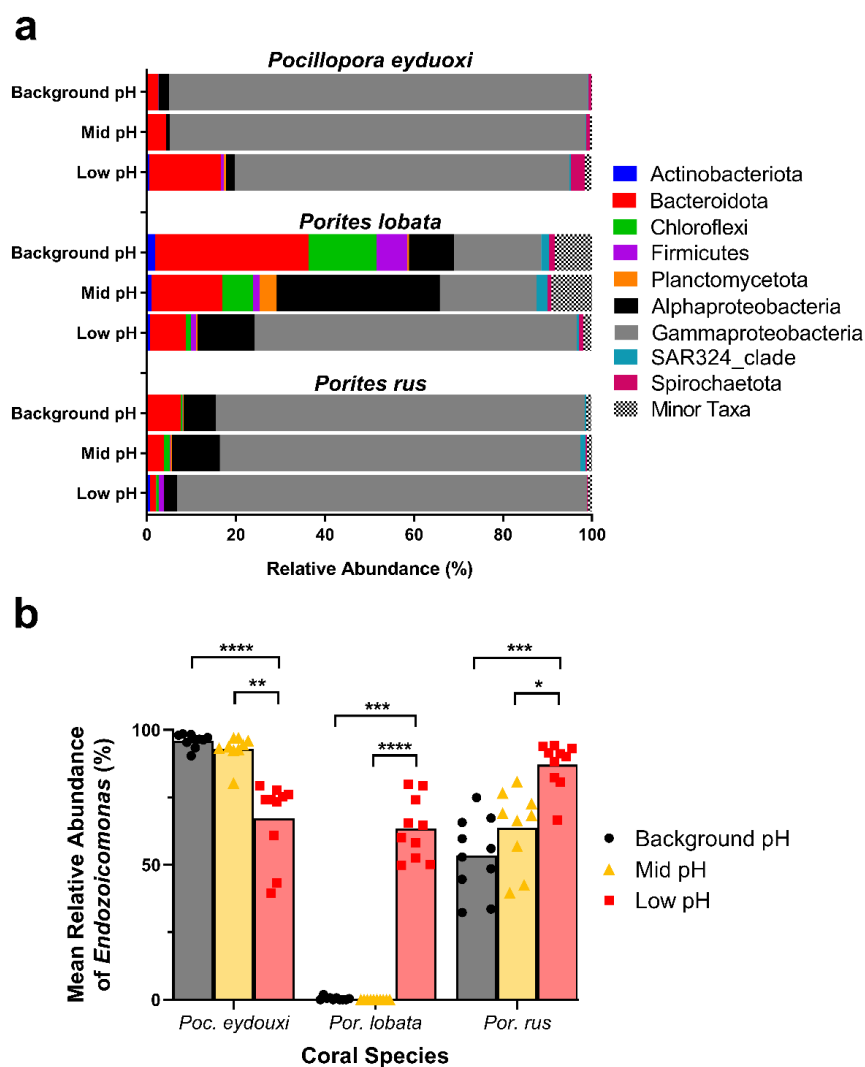 a
Pocillopora eyduoxi
Background pH
Mid pH
Low pH
Porites lobata
Background pH
Mid pH
Low pH
Porites rus
Background pH
Mid pH
Low pH
0 20 40 60 80 100
Relative Abundance (%)
Actinobacteriota
Bacteroidota
Chloroflexi
Firmicutes
Planctomycetota
Alphaproteobacteria
Gammaproteobacteria
SAR324_clade
Spirochaetota
Minor Taxa
b
**** *** ***
** **** *
100
50
0
Mean Relative Abundance
of Endozoicomonas (%)
Poc. eydouxi Por. lobata Por. rus
Coral Species
Background pH
Mid pH
Low pH